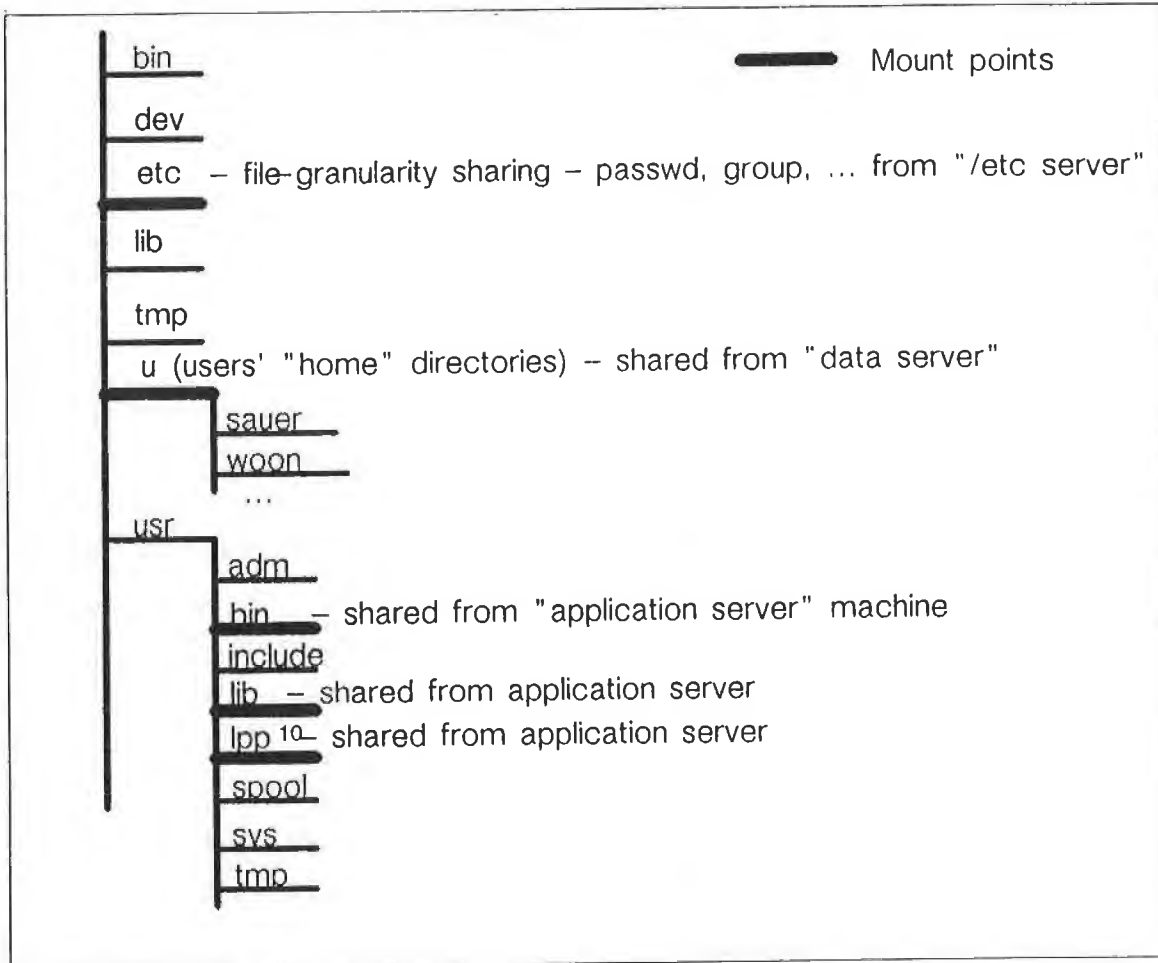 bin
Mount points
dev
etc – file-granularity sharing – passwd, group, ... from "/etc server"
lib
tmp
u (users' "home" directories) – shared from "data server"
sauer
woon
...
usr
adm
bin – shared from "application server" machine
include
lib – shared from application server
lpp 10– shared from application server
spool
sys
tmp